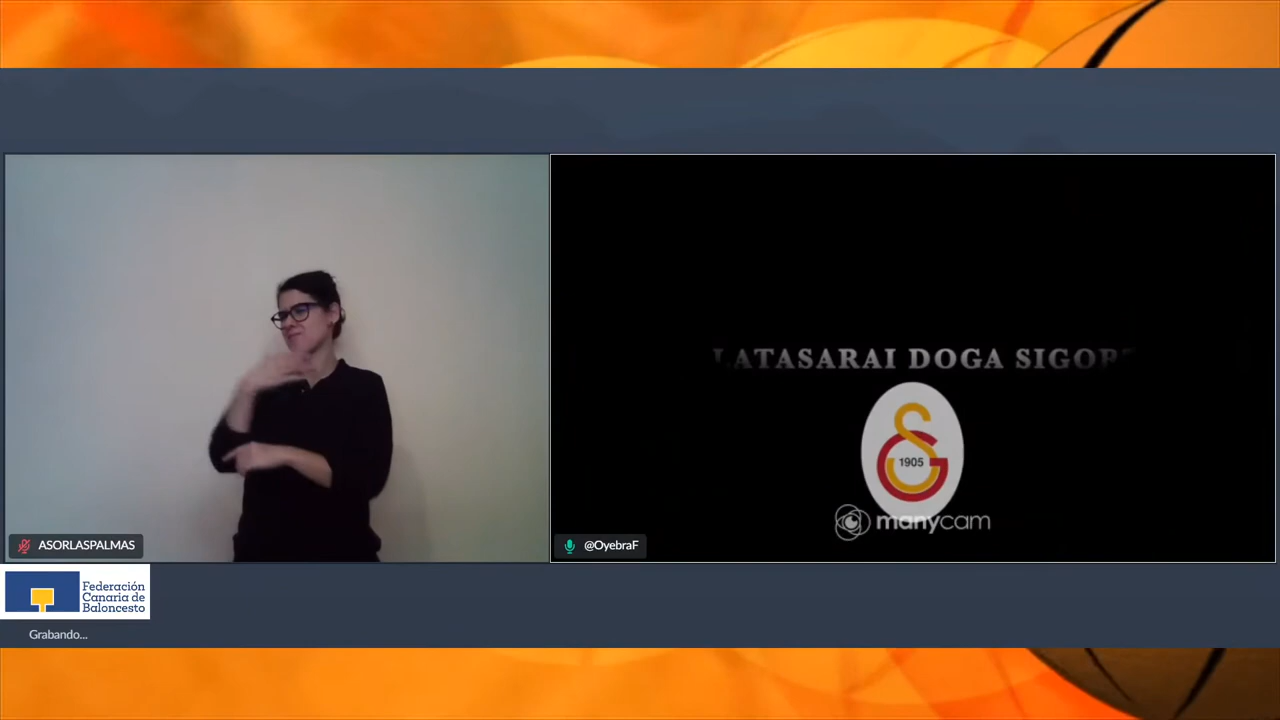 LATASARAI DOGA SIGOR
1905
manycam
ASORLASPALMAS
@OyebraF
Federación
Canaria de
Baloncesto
Grabando...